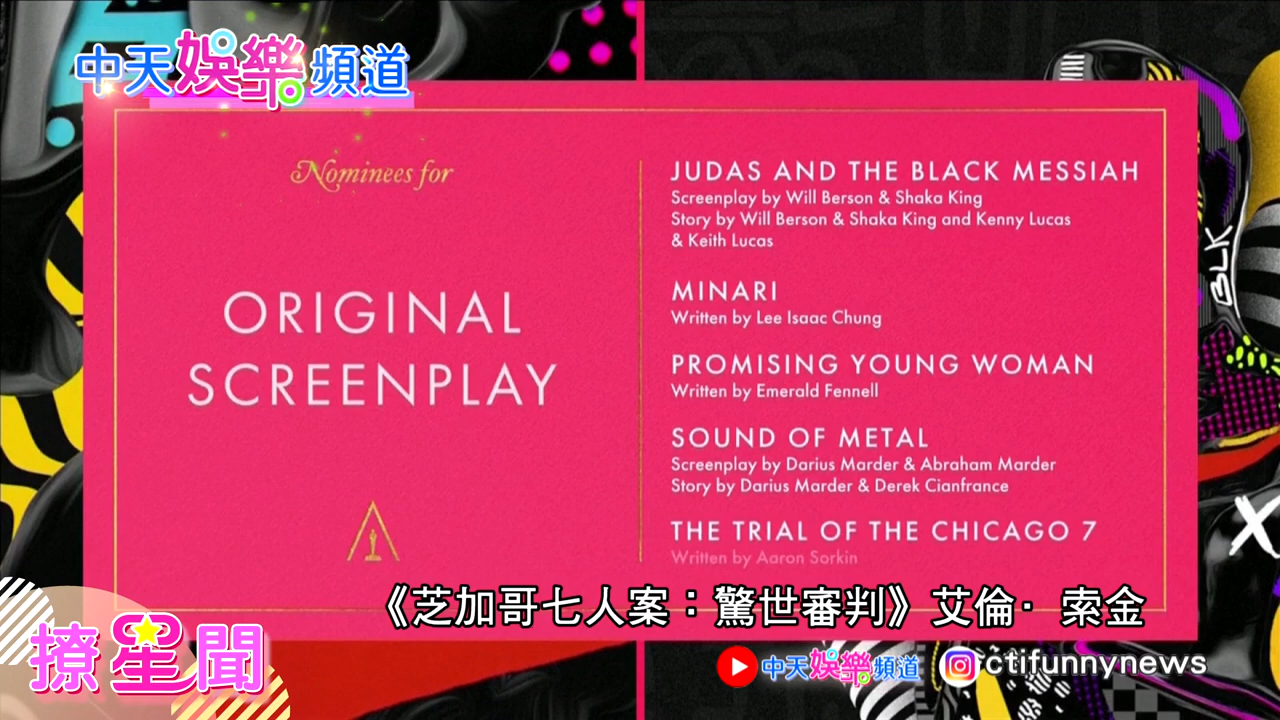 中天娛樂頻道
Nominees for
ORIGINAL
SCREENPLAY
JUDAS AND THE BLACK MESSIAH
Screenplay by Will Berson & Shaka King
Story by Will Berson & Shaka King and Kenny Lucas
& Keith Lucas
MINARI
Written by Lee Isaac Chung
PROMISING YOUNG WOMAN
Written by Emerald Fennell
SOUND OF METAL
Screenplay by Darius Marder & Abraham Marder
Story by Darius Marder & Derek Cianfrance
THE TRIAL OF THE CHICAGO 7
Written by Aaron Sorkin
BLK
X
《芝加哥七人案：驚世審判》艾倫·索金
撩星聞
中天娛樂頻道
ctifunnynews